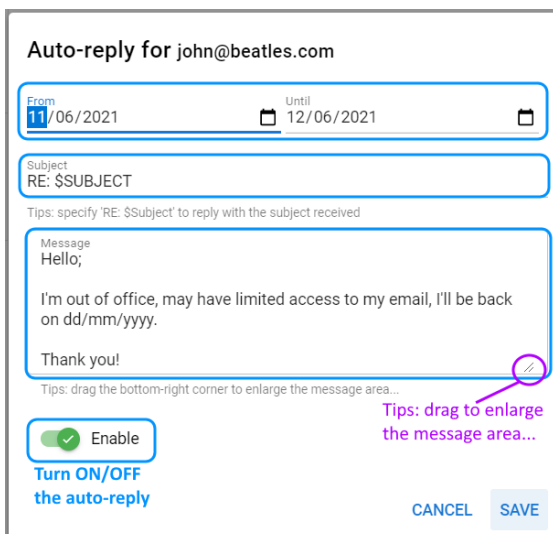 Auto-reply for john@beatles.com
From
11/06/2021
Until
12/06/2021
Subject
RE: $SUBJECT
Tips: specify 'RE: $Subject' to reply with the subject received
Message
Hello;
I'm out of office, may have limited access to my email, I'll be back
on dd/mm/yyyy.
Thank you!
Tips: drag the bottom-right corner to enlarge the message area...
Tips: drag to enlarge
the message area...
Enable
Turn ON/OFF
the auto-reply
CANCEL SAVE